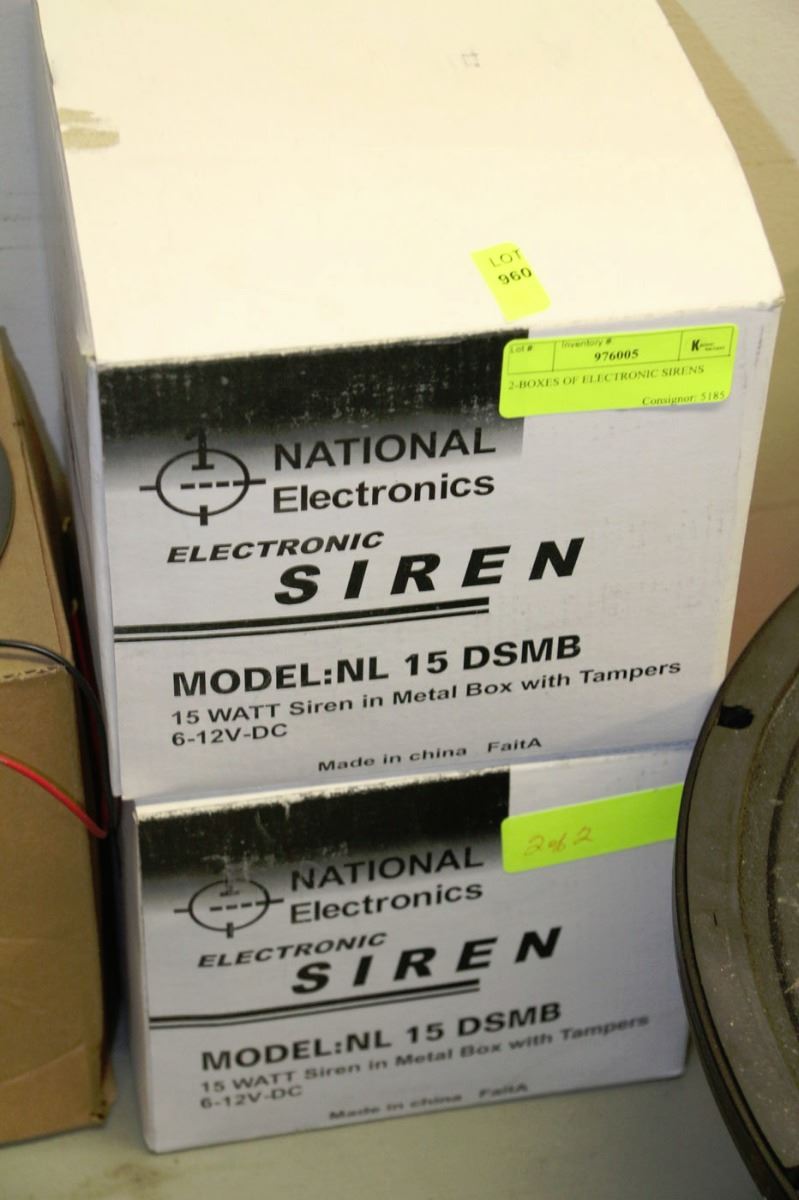 LOT
960
Lot #
Inventory #
976005
2-BOXES OF ELECTRONIC SIRENS
Consignor: 5185
NATIONAL
Electronics
ELECTRONIC
SIREN
MODEL:NL 15 DSMB
15 WATT Siren in Metal Box with Tampers
6-12V-DC
Made in china FaitA
2 of 2
NATIONAL
Electronics
ELECTRONIC
SIREN
MODEL:NL 15 DSMB
15 WATT Siren in Metal Box with Tampers
6-12V-DC
Made in china FaitA